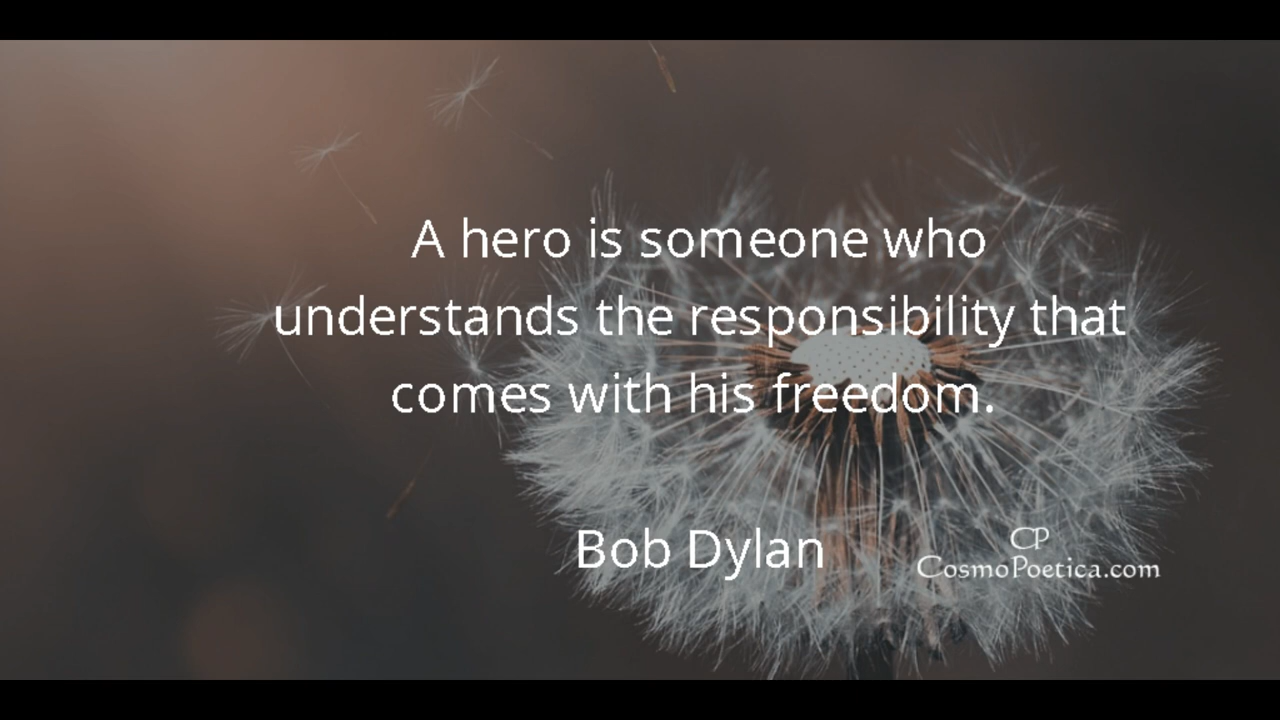 A hero is someone who
understands the responsibility that
comes with his freedom.
Bob Dylan
CP
CosmoPoetica.com